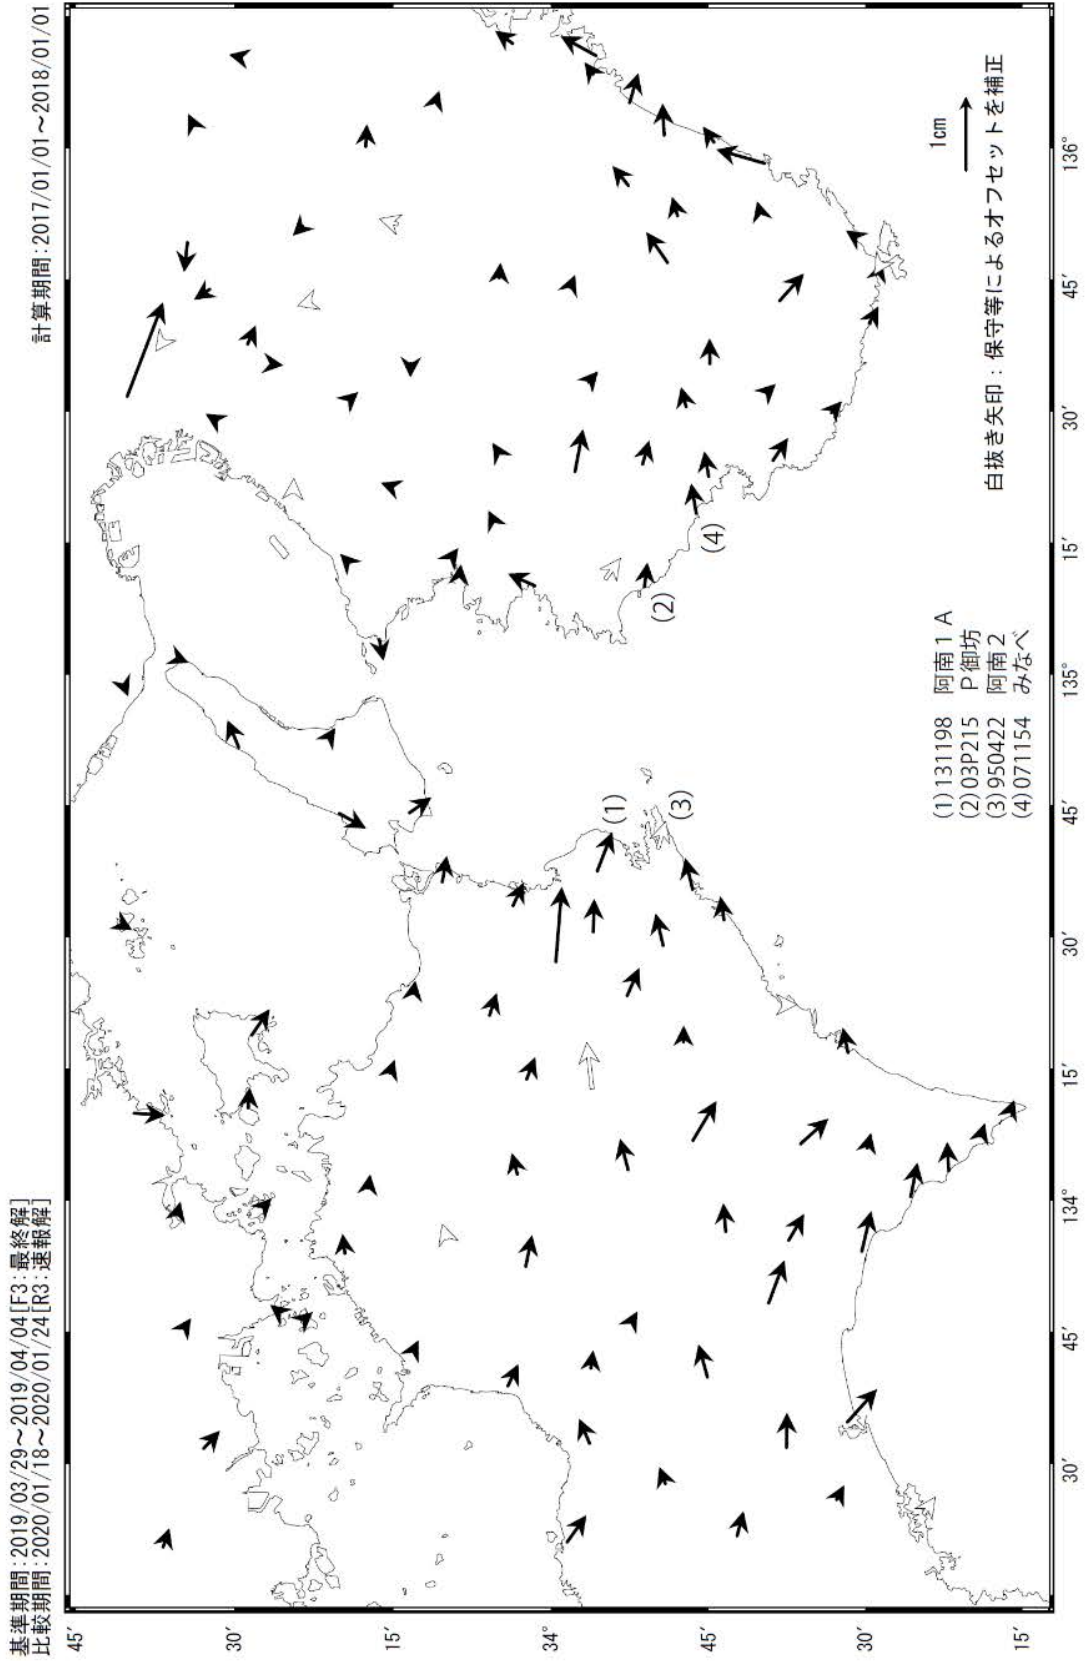 基準期間:2019/03/29~2019/04/04[F3:最終解]
比較期間:2020/01/18~2020/01/24[R3:速報解]
計算期間:2017/01/01~2018/01/01
45′
30′
15′
34°
45′
30′
15′
30′
45′
134°
15′
30′
45′
135°
15′
30′
45′
136°
(1)
(3)
(2)
(4)
(1)131198 阿南1A
(2)03P215 P御坊
(3)950422 阿南2
(4)071154 みなべ
1cm
白抜き矢印:保守等によるオフセットを補正